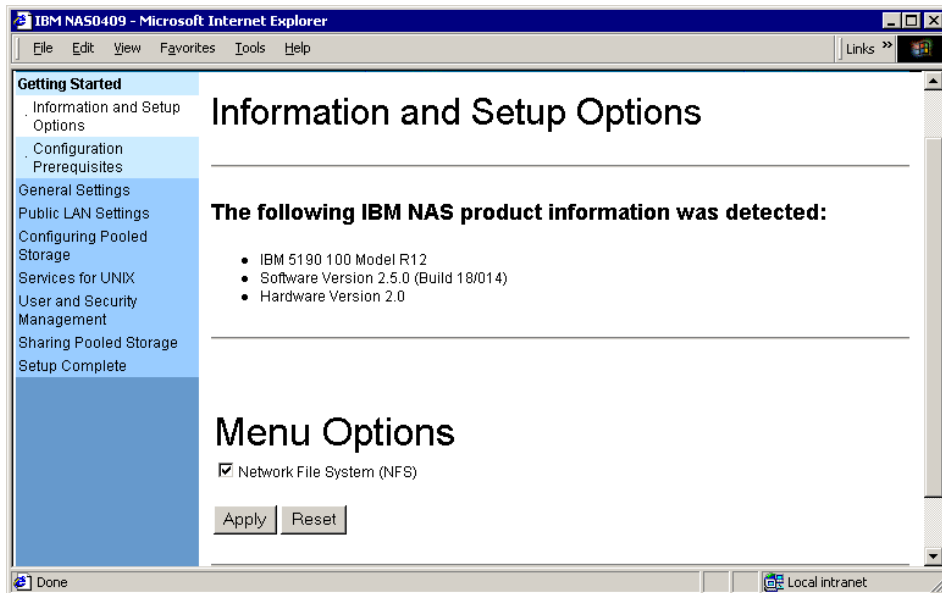 IBM NAS0409 - Microsoft Internet Explorer
File Edit View Favorites Tools Help
Links »
Getting Started
Information and Setup
Options
Configuration
Prerequisites
General Settings
Public LAN Settings
Configuring Pooled
Storage
Services for UNIX
User and Security
Management
Sharing Pooled Storage
Setup Complete
Information and Setup Options
The following IBM NAS product information was detected:
IBM 5190 100 Model R12
Software Version 2.5.0 (Build 18/014)
Hardware Version 2.0
Menu Options
Network File System (NFS)
Apply Reset
Done
Local intranet